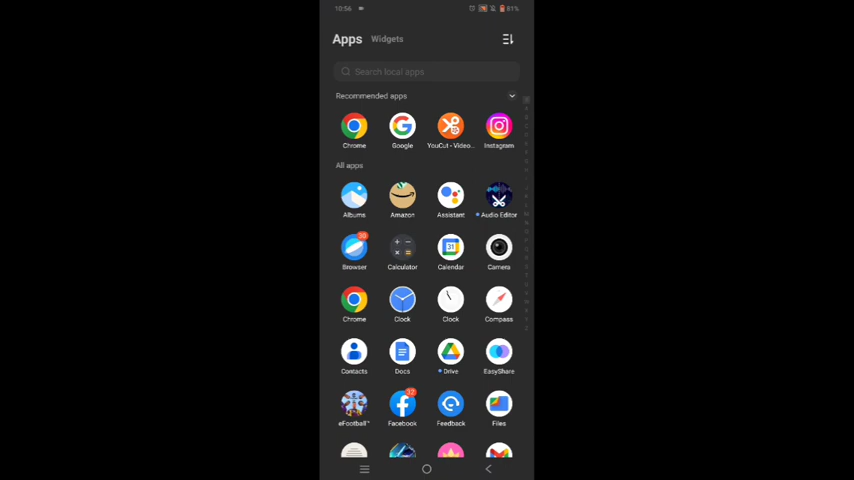 10:56 81%
Apps Widgets
Search local apps
Recommended apps
Chrome Google YouCut - Video... Instagram
All apps
Albums Amazon Assistant Audio Editor
30
31
Browser Calculator Calendar Camera
Chrome Clock Clock Compass
Contacts Docs Drive EasyShare
32
eFootball™ Facebook Feedback Files